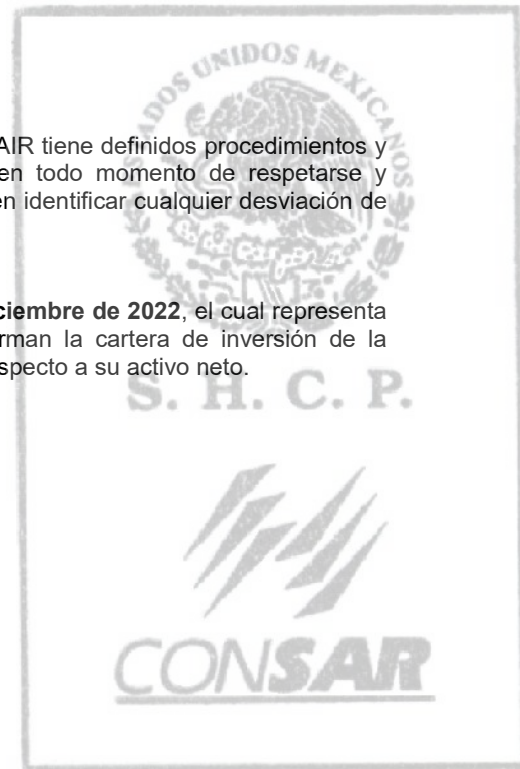 ESTADOS UNIDOS MEXICANOS
AIR tiene definidos procedimientos y
en todo momento de respetarse y
en identificar cualquier desviación de
ciembre de 2022, el cual representa
rman la cartera de inversión de la
specto a su activo neto.
S. H. C. P.
CONSAR